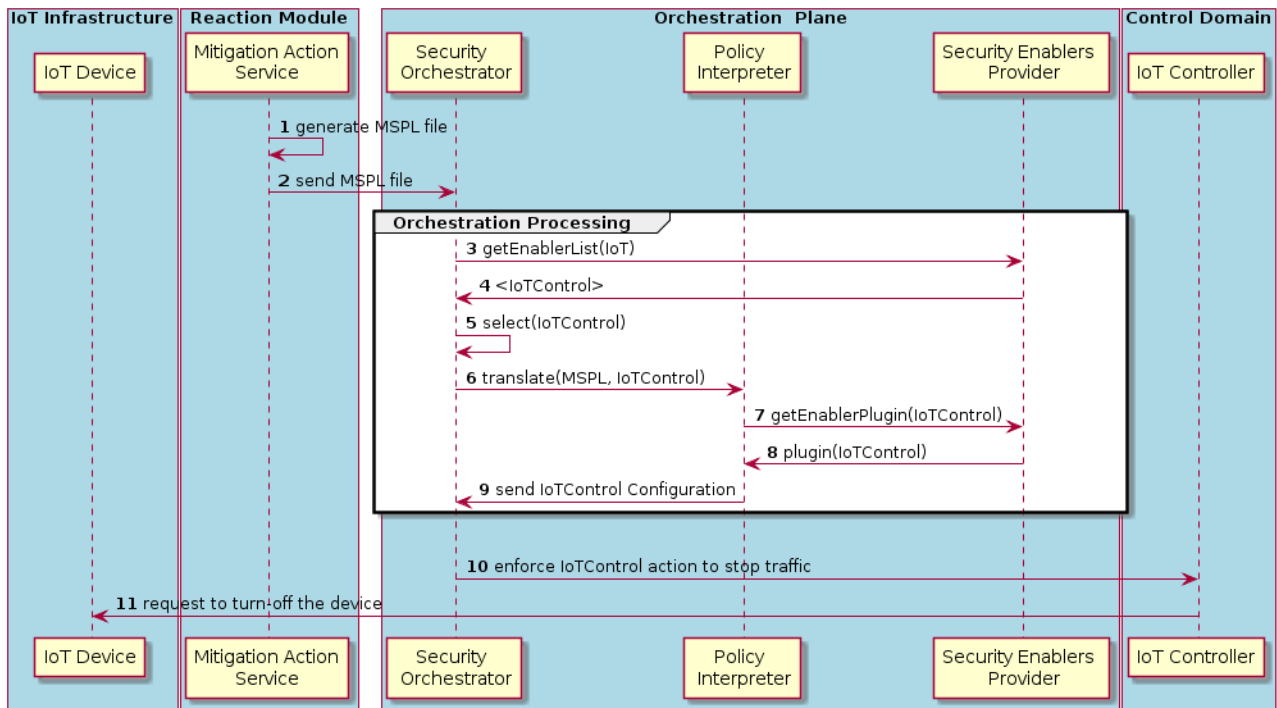 IoT Infrastructure
Reaction Module
Orchestration Plane
Control Domain
IoT Device
Mitigation Action
Service
Security
Orchestrator
Policy
Interpreter
Security Enablers
Provider
IoT Controller
1 generate MSPL file
2 send MSPL file
Orchestration Processing
3 getEnablerList(IoT)
4 <IoTControl>
5 select(IoTControl)
6 translate(MSPL, IoTControl)
7 getEnablerPlugin(IoTControl)
8 plugin(IoTControl)
9 send IoTControl Configuration
10 enforce IoTControl action to stop traffic
11 request to turn-off the device
IoT Device
Mitigation Action
Service
Security
Orchestrator
Policy
Interpreter
Security Enablers
Provider
IoT Controller